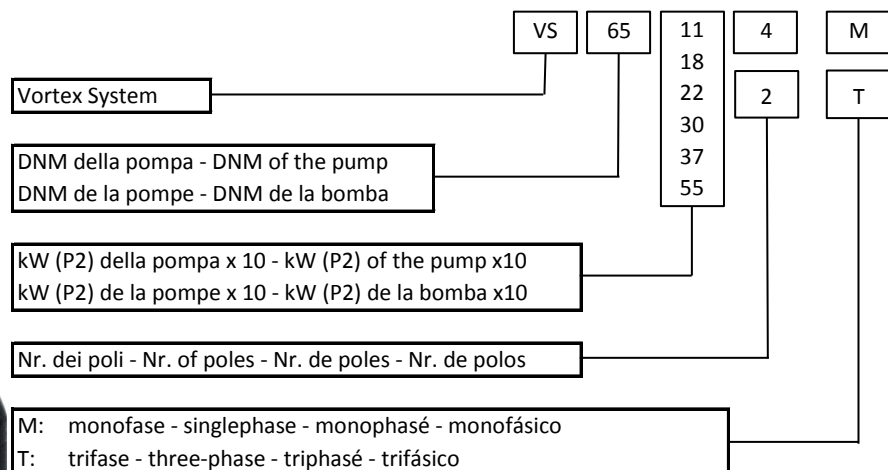 VS 65 11 4 M
18
Vortex System 22 2 T
30
DNM della pompa - DNM of the pump 37
DNM de la pompe - DNM de la bomba 55
kW (P2) della pompa x 10 - kW (P2) of the pump x10
kW (P2) de la pompe x 10 - kW (P2) de la bomba x10
Nr. dei poli - Nr. of poles - Nr. de poles - Nr. de polos
M: monofase - singlephase - monophasé - monofásico
T: trifase - three-phase - triphasé - trifásico